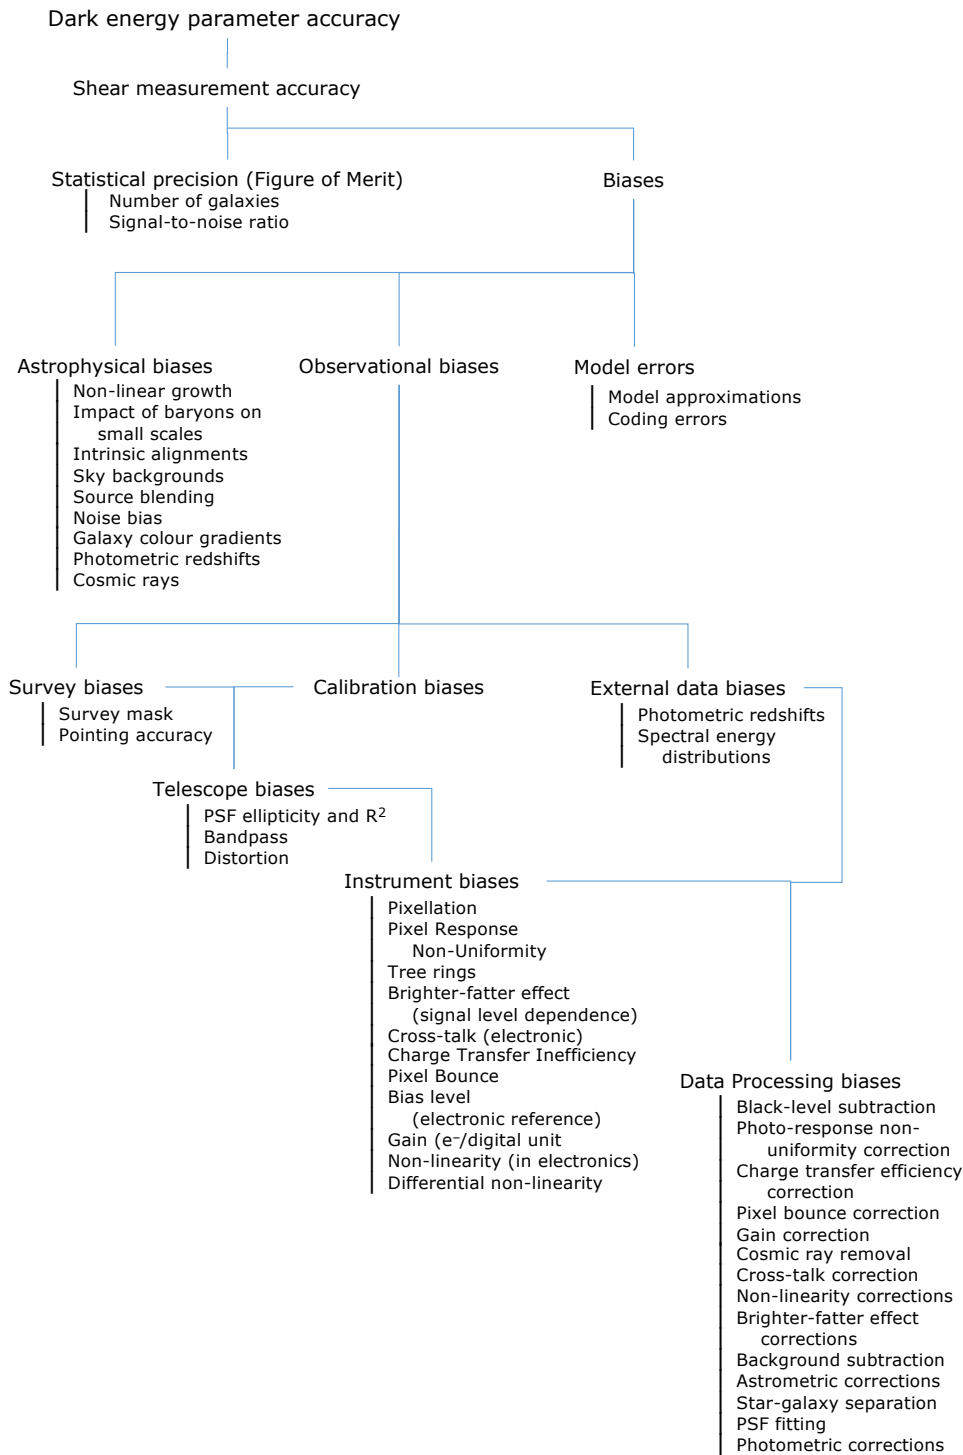 Dark energy parameter accuracy
Shear measurement accuracy
Statistical precision (Figure of Merit)
Number of galaxies
Signal-to-noise ratio
Biases
Astrophysical biases
Non-linear growth
Impact of baryons on
small scales
Intrinsic alignments
Sky backgrounds
Source blending
Noise bias
Galaxy colour gradients
Photometric redshifts
Cosmic rays
Observational biases
Model errors
Model approximations
Coding errors
Survey biases
Survey mask
Pointing accuracy
Calibration biases
External data biases
Photometric redshifts
Spectral energy
distributions
Telescope biases
PSF ellipticity and R²
Bandpass
Distortion
Instrument biases
Pixellation
Pixel Response
Non-Uniformity
Tree rings
Brighter-fatter effect
(signal level dependence)
Cross-talk (electronic)
Charge Transfer Inefficiency
Pixel Bounce
Bias level
(electronic reference)
Gain (e⁻/digital unit
Non-linearity (in electronics)
Differential non-linearity
Data Processing biases
Black-level subtraction
Photo-response non-
uniformity correction
Charge transfer efficiency
correction
Pixel bounce correction
Gain correction
Cosmic ray removal
Cross-talk correction
Non-linearity corrections
Brighter-fatter effect
corrections
Background subtraction
Astrometric corrections
Star-galaxy separation
PSF fitting
Photometric corrections